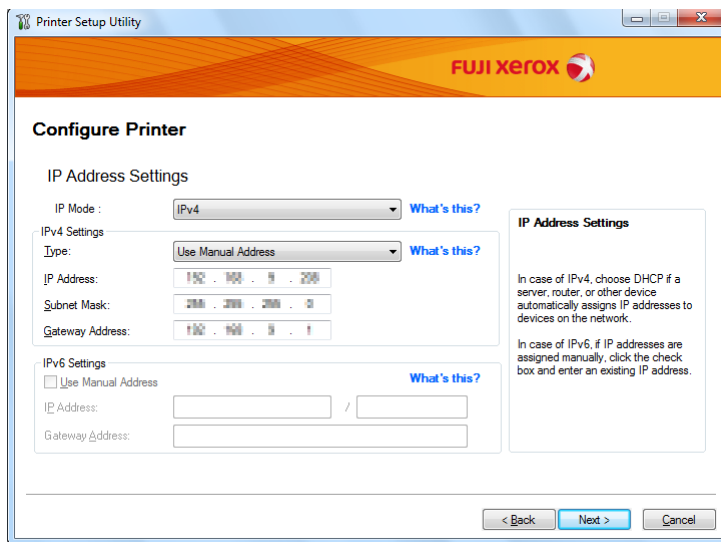 Printer Setup Utility
FUJI xerox
Configure Printer
IP Address Settings
IP Mode :
IPv4
What's this?
IPv4 Settings
Type:
Use Manual Address
What's this?
IP Address:
Subnet Mask:
Gateway Address:
IPv6 Settings
Use Manual Address
What's this?
IP Address:
/
Gateway Address:
IP Address Settings
In case of IPv4, choose DHCP if a
server, router, or other device
automatically assigns IP addresses to
devices on the network.
In case of IPv6, if IP addresses are
assigned manually, click the check
box and enter an existing IP address.
< Back
Next >
Cancel